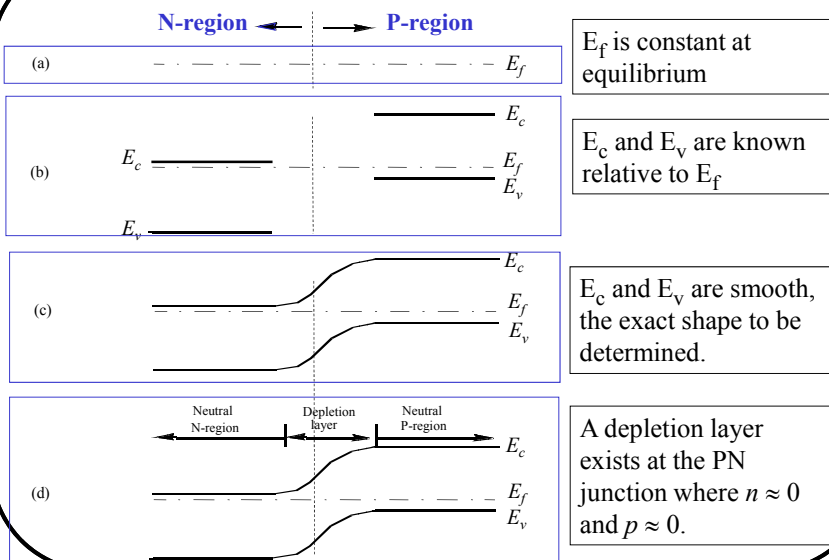 N-region P-region
(a) E_f
E_f is constant at
equilibrium
E_c
(b) E_c E_f
E_v
E_v
E_c and E_v are known
relative to E_f
E_c
(c) E_f
E_v
E_c and E_v are smooth,
the exact shape to be
determined.
Neutral Depletion Neutral
N-region layer P-region
E_c
(d) E_f
E_v
A depletion layer
exists at the PN
junction where n ≈ 0
and p ≈ 0.